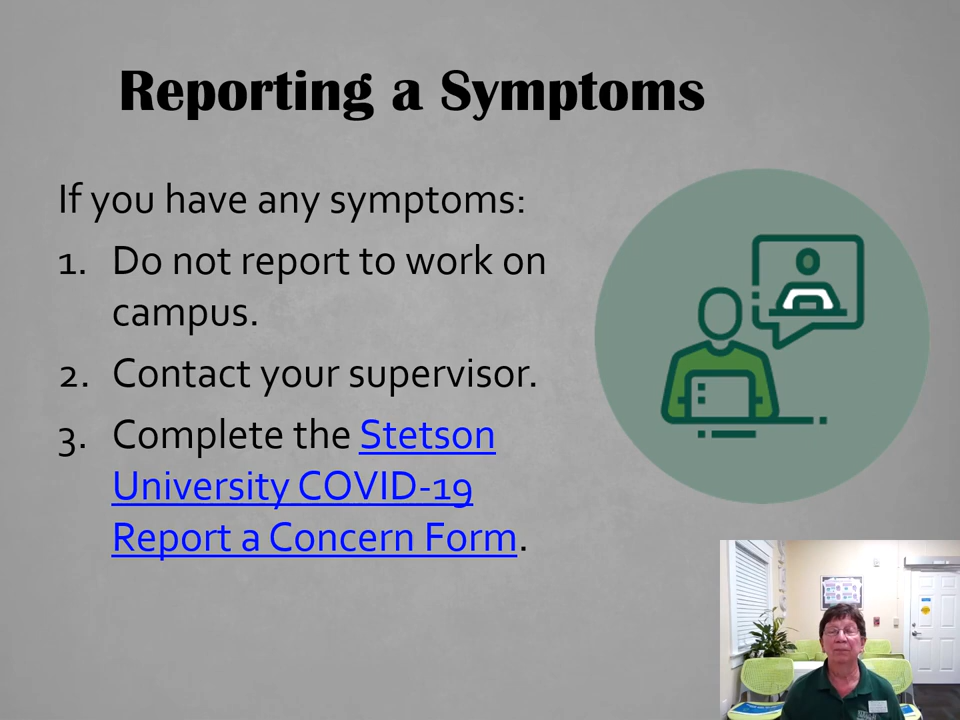 Reporting a Symptoms
If you have any symptoms:
1. Do not report to work on
campus.
2. Contact your supervisor.
3. Complete the Stetson
University COVID-19
Report a Concern Form.